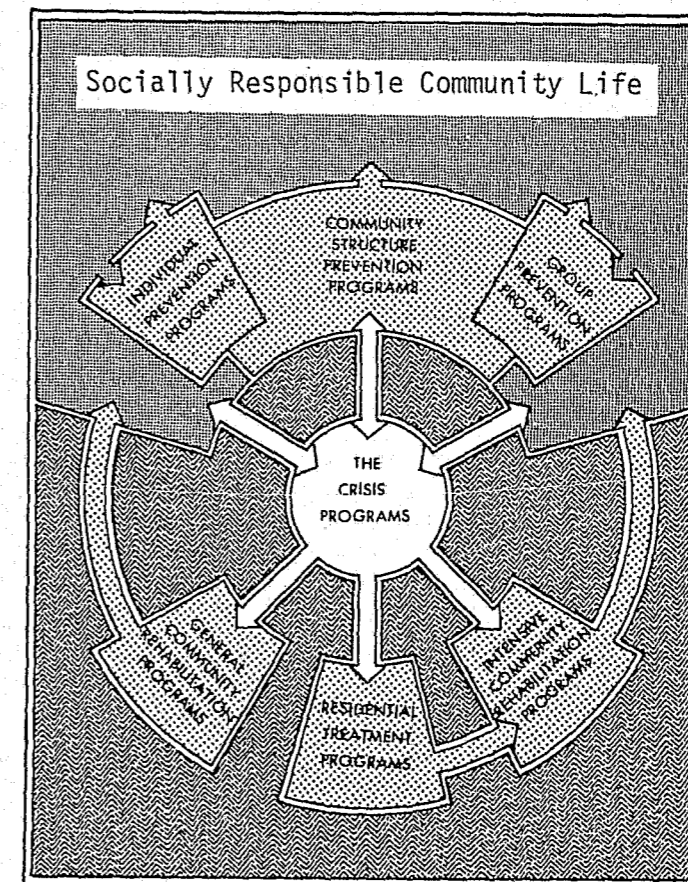 Socially Responsible Community Life
COMMUNITY
STRUCTURE
PREVENTION
PROGRAMS
INDIVIDUAL
PREVENTION
PROGRAMS
GROUP
PREVENTION
PROGRAMS
THE
CRISIS
PROGRAMS
GENERAL
COMMUNITY
REHABILITATION
PROGRAMS
RESIDENTIAL
TREATMENT
PROGRAMS
INTENSIVE
COMMUNITY
REHABILITATION
PROGRAMS